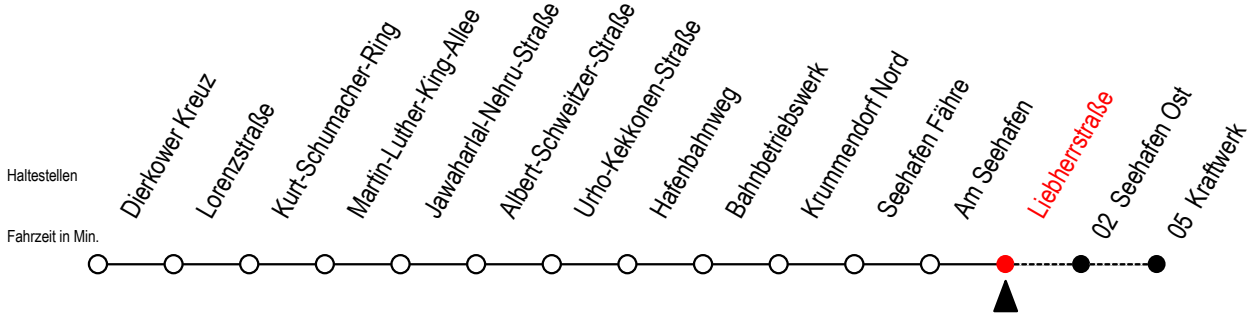 Haltestellen
Fahrzeit in Min.
Dierkower Kreuz
Lorenzstraße
Kurt-Schumacher-Ring
Martin-Luther-King-Allee
Jawaharlal-Nehru-Straße
Albert-Schweitzer-Straße
Urho-Kekkonen-Straße
Hafenbahnweg
Bahnbetriebswerk
Krummendorf Nord
Seehafen Fähre
Am Seehafen
Liebherrstraße
02 Seehafen Ost
05 Kraftwerk